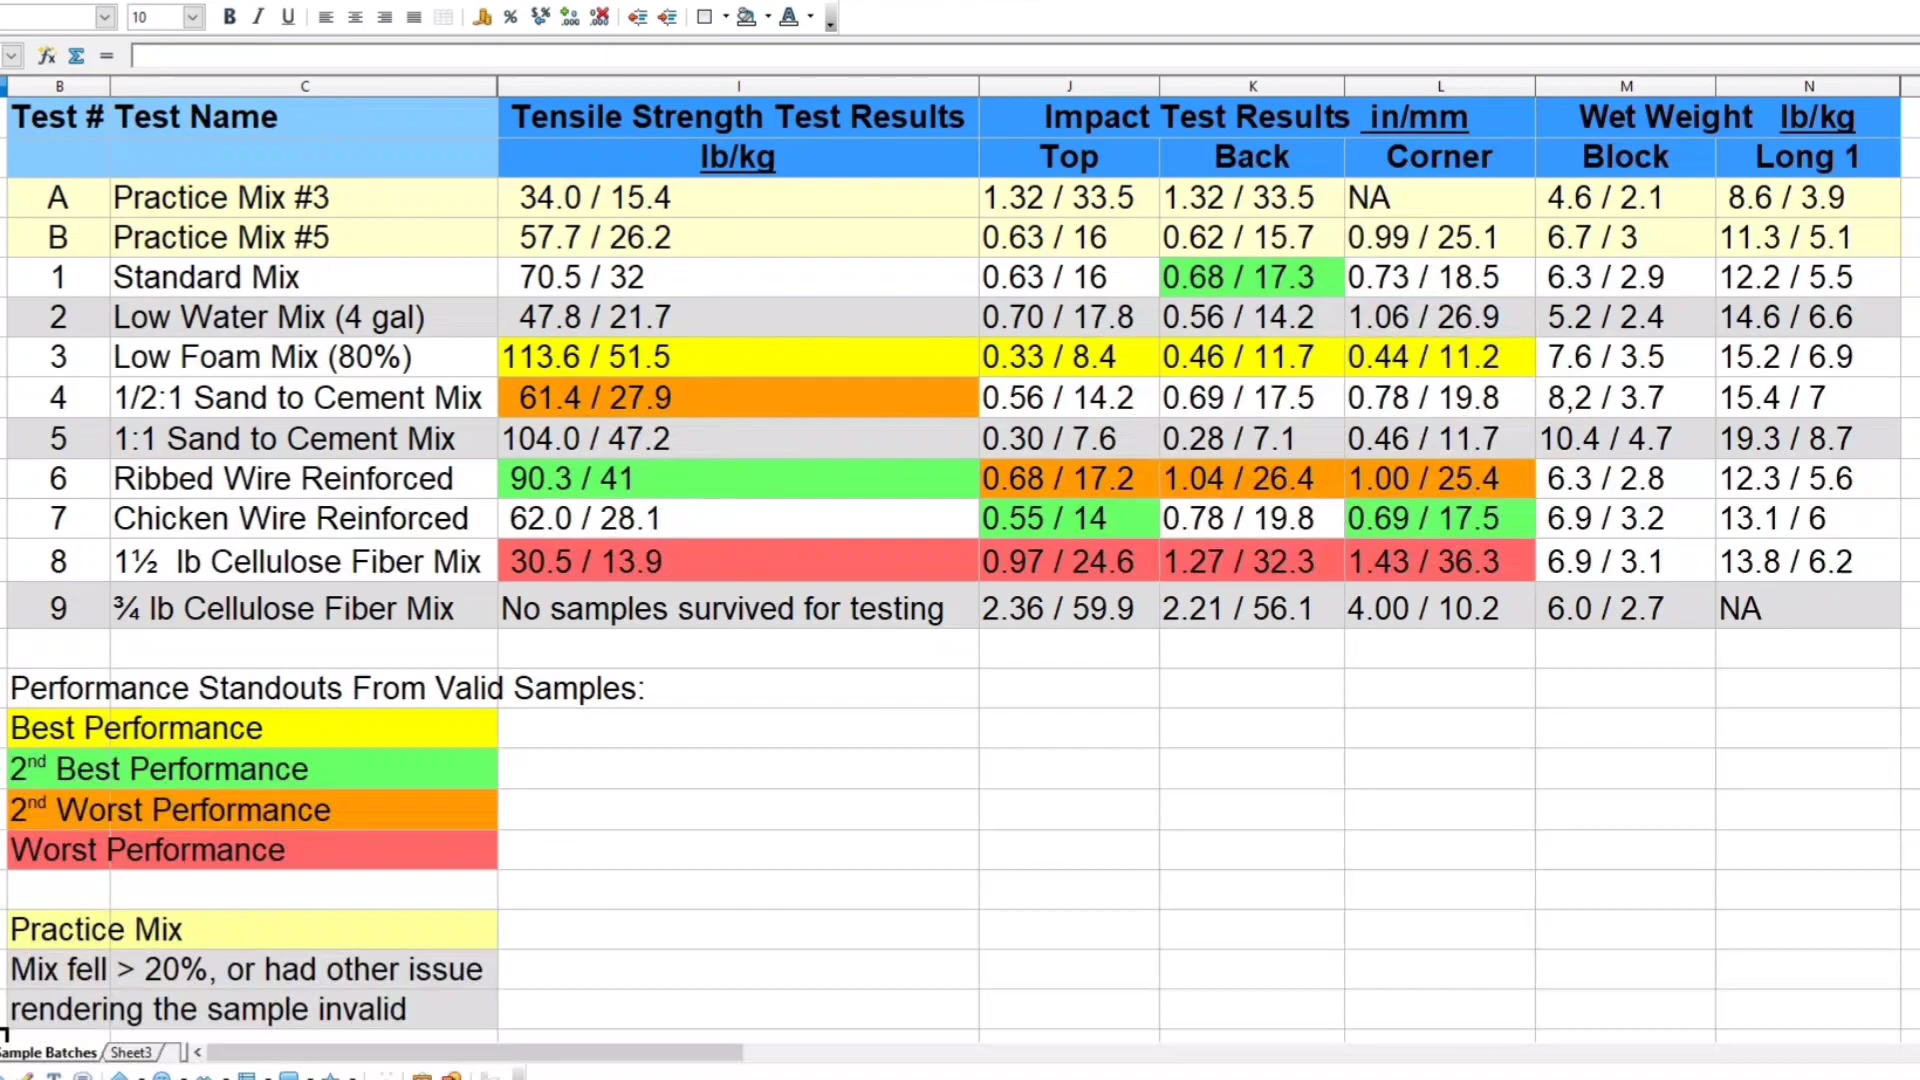 10 B I U %
fx Σ =
B C I J K L M N
Test # Test Name Tensile Strength Test Results Impact Test Results in/mm Wet Weight lb/kg
lb/kg Top Back Corner Block Long 1
A Practice Mix #3 34.0 / 15.4 1.32 / 33.5 1.32 / 33.5 NA 4.6 / 2.1 8.6 / 3.9
B Practice Mix #5 57.7 / 26.2 0.63 / 16 0.62 / 15.7 0.99 / 25.1 6.7 / 3 11.3 / 5.1
1 Standard Mix 70.5 / 32 0.63 / 16 0.68 / 17.3 0.73 / 18.5 6.3 / 2.9 12.2 / 5.5
2 Low Water Mix (4 gal) 47.8 / 21.7 0.70 / 17.8 0.56 / 14.2 1.06 / 26.9 5.2 / 2.4 14.6 / 6.6
3 Low Foam Mix (80%) 113.6 / 51.5 0.33 / 8.4 0.46 / 11.7 0.44 / 11.2 7.6 / 3.5 15.2 / 6.9
4 1/2:1 Sand to Cement Mix 61.4 / 27.9 0.56 / 14.2 0.69 / 17.5 0.78 / 19.8 8,2 / 3.7 15.4 / 7
5 1:1 Sand to Cement Mix 104.0 / 47.2 0.30 / 7.6 0.28 / 7.1 0.46 / 11.7 10.4 / 4.7 19.3 / 8.7
6 Ribbed Wire Reinforced 90.3 / 41 0.68 / 17.2 1.04 / 26.4 1.00 / 25.4 6.3 / 2.8 12.3 / 5.6
7 Chicken Wire Reinforced 62.0 / 28.1 0.55 / 14 0.78 / 19.8 0.69 / 17.5 6.9 / 3.2 13.1 / 6
8 1½ lb Cellulose Fiber Mix 30.5 / 13.9 0.97 / 24.6 1.27 / 32.3 1.43 / 36.3 6.9 / 3.1 13.8 / 6.2
9 ¾ lb Cellulose Fiber Mix No samples survived for testing 2.36 / 59.9 2.21 / 56.1 4.00 / 10.2 6.0 / 2.7 NA
Performance Standouts From Valid Samples:
Best Performance
2nd Best Performance
2nd Worst Performance
Worst Performance
Practice Mix
Mix fell > 20%, or had other issue
rendering the sample invalid
Sample Batches Sheet3